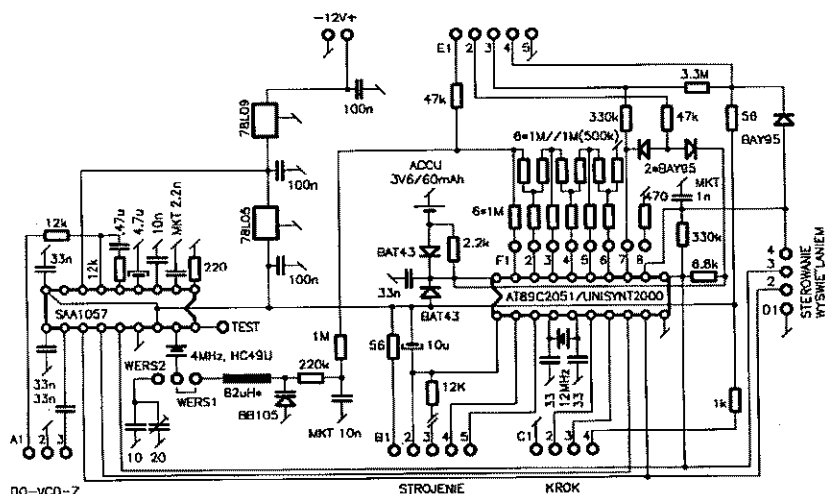 -12V+
E1 2 3 4 5
100n
78L09
47k
3.3M
330k
47k
56
6*1M//1M(500k)
BAY95
2*BAY95
ACCU
3V6/60mAh
100n
MKT
1n
470
12k
.47u
4.7u
10n
MKT 2.2n
78L05
6*1M
2.2k
330k
33n
12k
220
BAT43
F1 2 3 4 5 6 7 8
6.8k
4
3
2
D1
STEROWANIE
WYSWIETLANIEM
100n
33n
AT89C2051/UNISYNT2000
SAA1057
BAT43
TEST
1M
56
10u
4MHz, HC49U
220k
33n
33n
WERS2
WERS1
82uH*
BB105
12K
33
12MHz
33
1k
MKT 10n
A1 2 3
10
20
B1 2 3 4 5
C1 2 3 4
DO-VCO-Z
STROJENIE
KROK